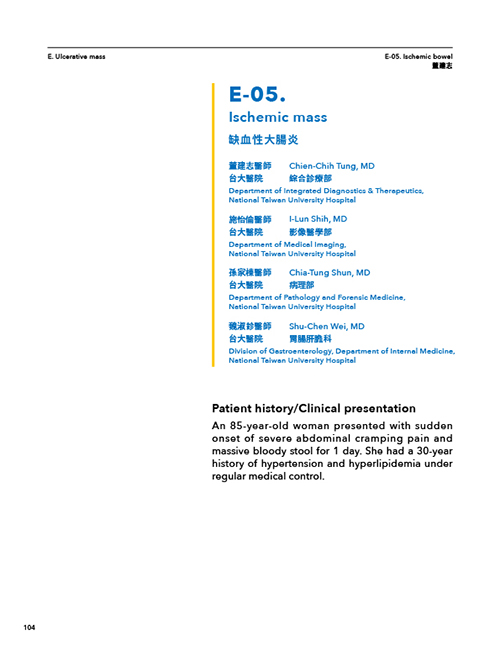 E. Ulcerative mass
E-05. Ischemic bowel
董建志
E-05.
Ischemic mass
缺血性大腸炎
董建志醫師 Chien-Chih Tung, MD
台大醫院 綜合診療部
Department of Integrated Diagnostics & Therapeutics,
National Taiwan University Hospital
施怡倫醫師 I-Lun Shih, MD
台大醫院 影像醫學部
Department of Medical Imaging,
National Taiwan University Hospital
孫家棟醫師 Chia-Tung Shun, MD
台大醫院 病理部
Department of Pathology and Forensic Medicine,
National Taiwan University Hospital
魏淑鉁醫師 Shu-Chen Wei, MD
台大醫院 胃腸肝膽科
Division of Gastroenterology, Department of Internal Medicine,
National Taiwan University Hospital
Patient history/Clinical presentation
An 85-year-old woman presented with sudden
onset of severe abdominal cramping pain and
massive bloody stool for 1 day. She had a 30-year
history of hypertension and hyperlipidemia under
regular medical control.
104